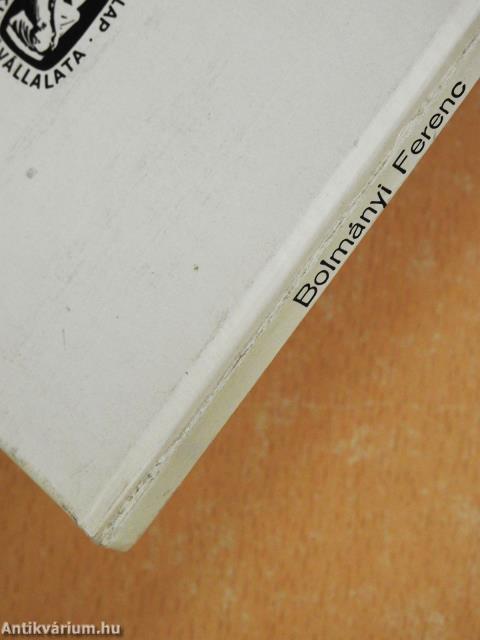 LAP · 
VÁLLALATA
Bolmányi Ferenc
Antikvárium.hu